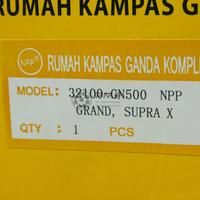 RUMAH KAMPAS G
NPP
RUMAH KAMPAS GANDA KOMPL
MODEL: 32100-GN500 NPP
GRAND, SUPRA X
QTY : 1 PCS